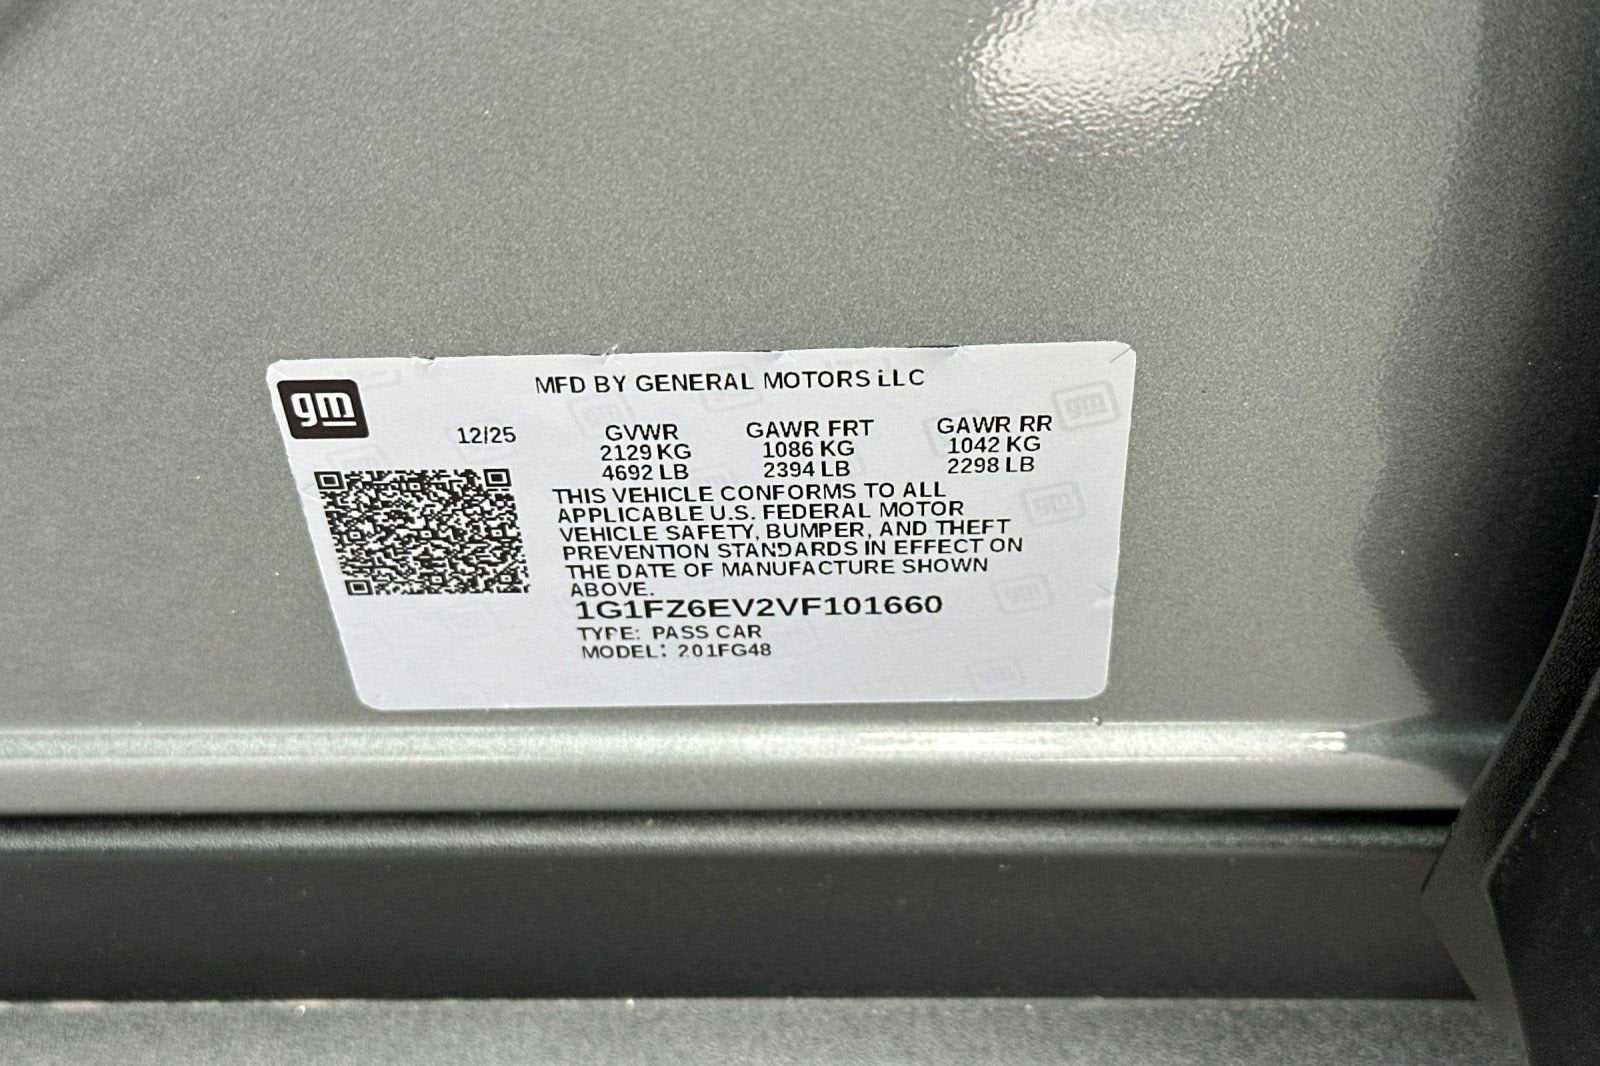 gm
MFD BY GENERAL MOTORS LLC
12/25
GVWR GAWR FRT GAWR RR
2129 KG 1086 KG 1042 KG
4692 LB 2394 LB 2298 LB
THIS VEHICLE CONFORMS TO ALL
APPLICABLE U.S. FEDERAL MOTOR
VEHICLE SAFETY, BUMPER, AND THEFT
PREVENTION STANDARDS IN EFFECT ON
THE DATE OF MANUFACTURE SHOWN
ABOVE.
1G1FZ6EV2VF101660
TYPE: PASS CAR
MODEL: 201FG48